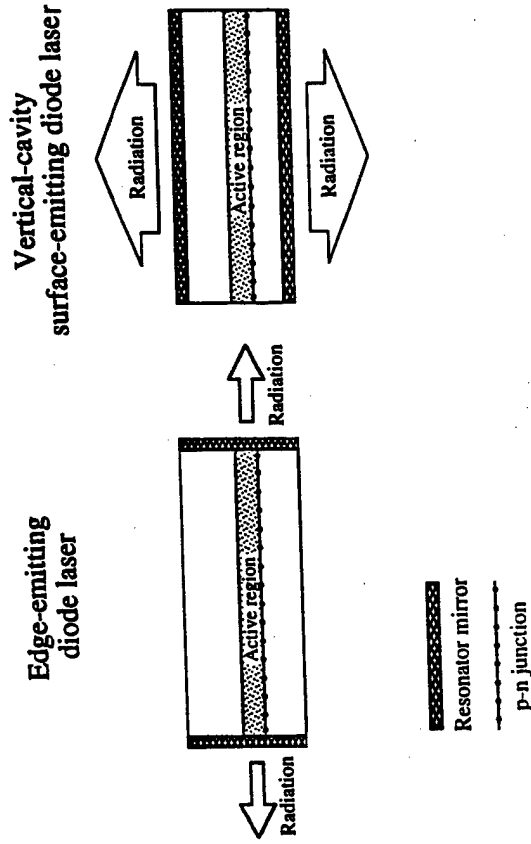 Edge-emitting
diode laser
Radiation
Active region
Radiation
Vertical-cavity
surface-emitting diode laser
Radiation
Active region
Radiation
Resonator mirror
p-n junction